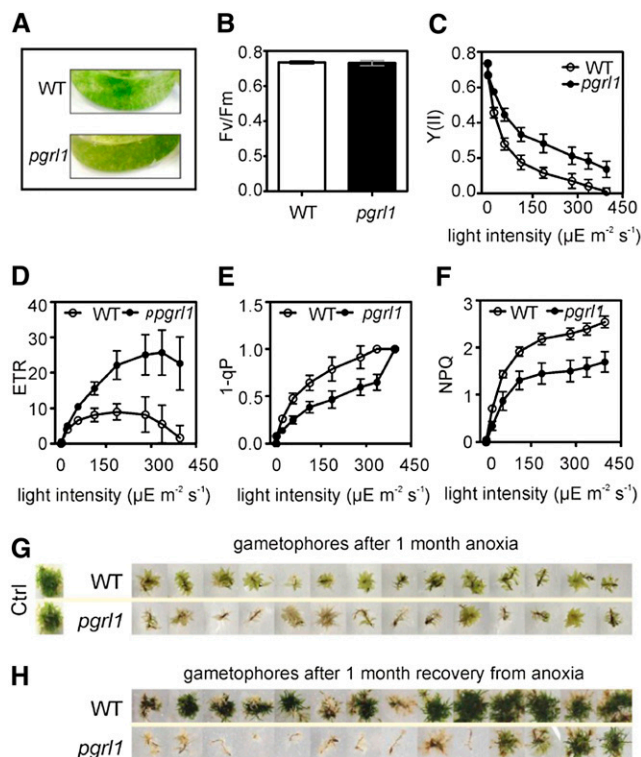 A
WT
pgrl1
B
0.8
0.6
0.4
0.2
0.0
Fv/Fm
WT
pgrl1
C
0.8
0.5
0.4
0.5
0.0
Y(II)
WT
pgrl1
0
150
300
450
light intensity (µE m-2 s-1)
D
40
30
20
10
0
ETR
WT
ppgrl1
0
150
300
450
light intensity (µE m-2 s-1)
E
1.5
1.0
0.5
0.0
1-qP
WT
pgrl1
0
150
300
450
light intensity (µE m-2 s-1)
F
3
2
1
0
NPQ
WT
pgrl1
0
150
300
450
light intensity (µE m-2 s-1)
G
gametophores after 1 month anoxia
Ctrl
WT
pgrl1
H
gametophores after 1 month recovery from anoxia
WT
pgrl1